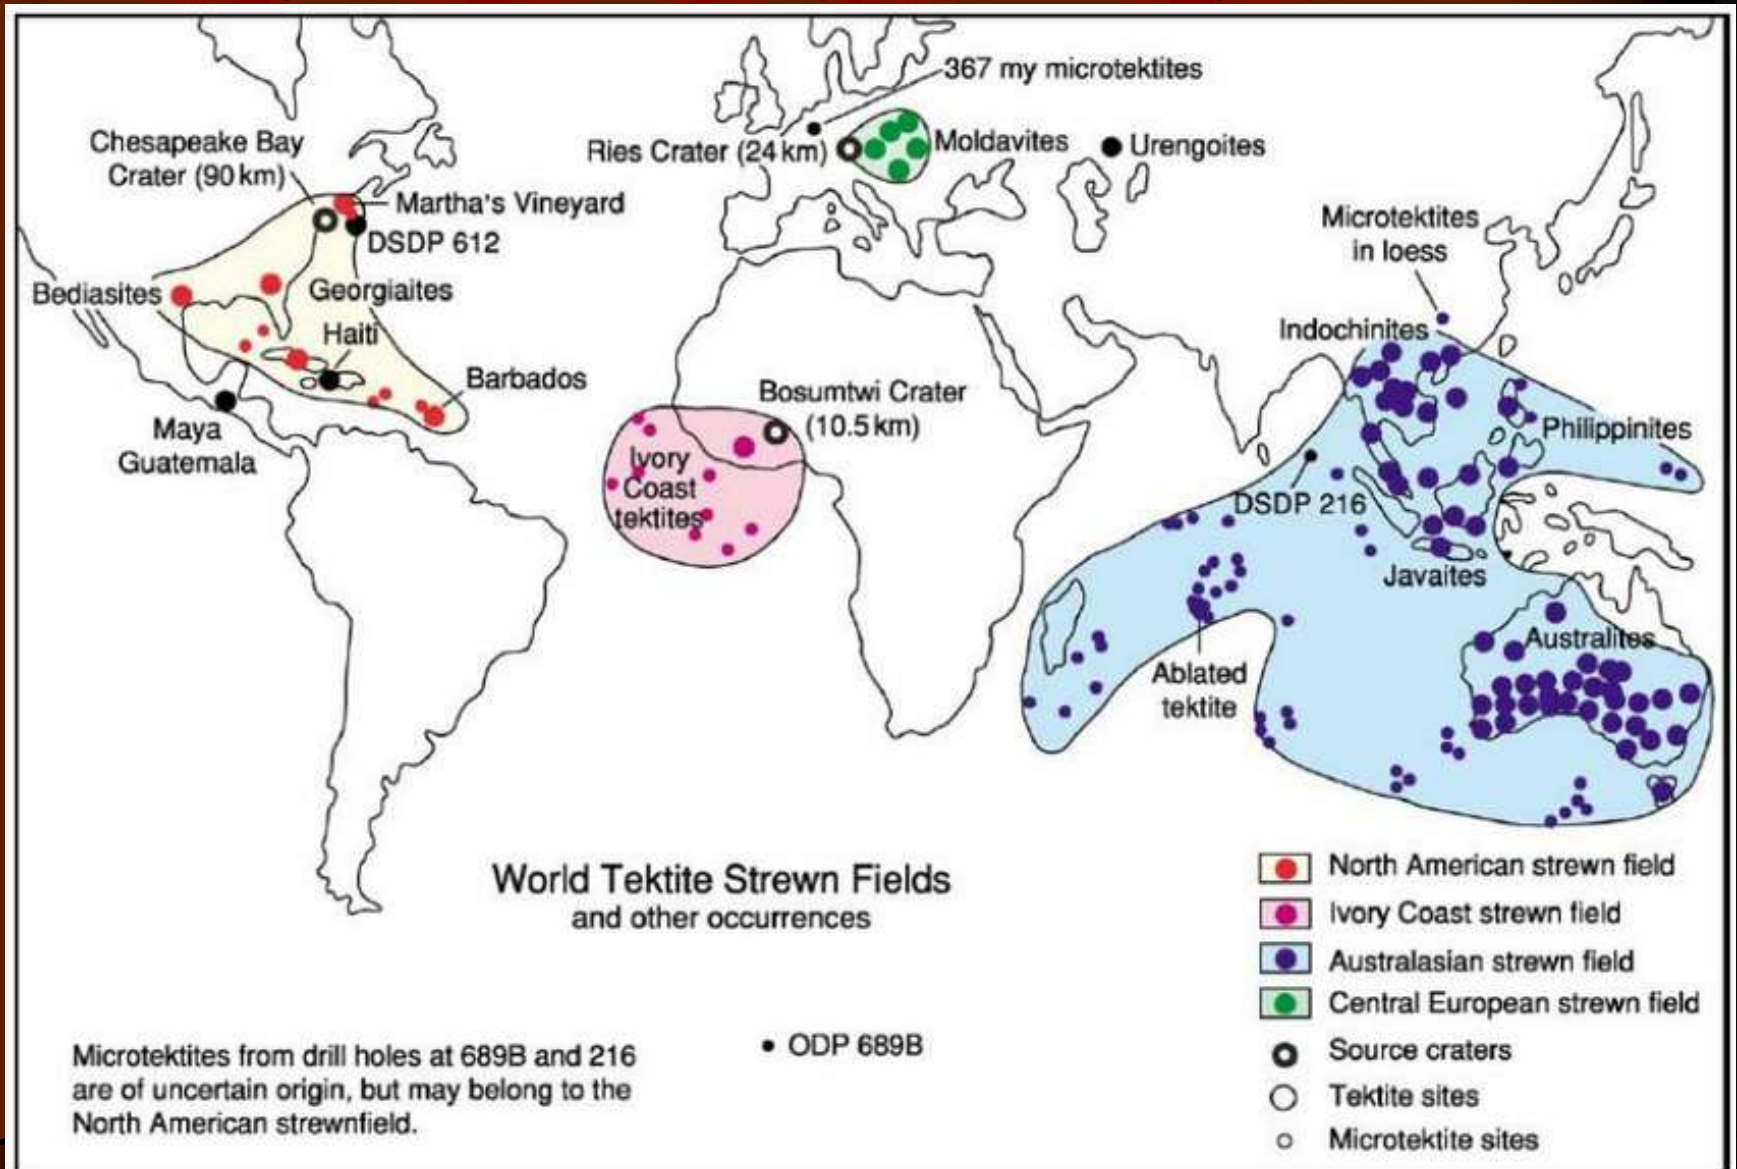 367 my microtektites
Chesapeake Bay
Crater (90 km)
Ries Crater (24 km)
Moldavites
Urengoites
Martha's Vineyard
DSDP 612
Microtektites
in loess
Bediasites
Georgiaites
Haiti
Indochinites
Barbados
Bosumtwi Crater
(10.5 km)
Maya
Guatemala
Philippinites
Ivory
Coast
tektites
DSDP 216
Javaites
Australites
Ablated
tektite
World Tektite Strewn Fields
and other occurrences
North American strewn field
Ivory Coast strewn field
Australasian strewn field
Central European strewn field
Source craters
Tektite sites
Microtektite sites
ODP 689B
Microtektites from drill holes at 689B and 216
are of uncertain origin, but may belong to the
North American strewnfield.